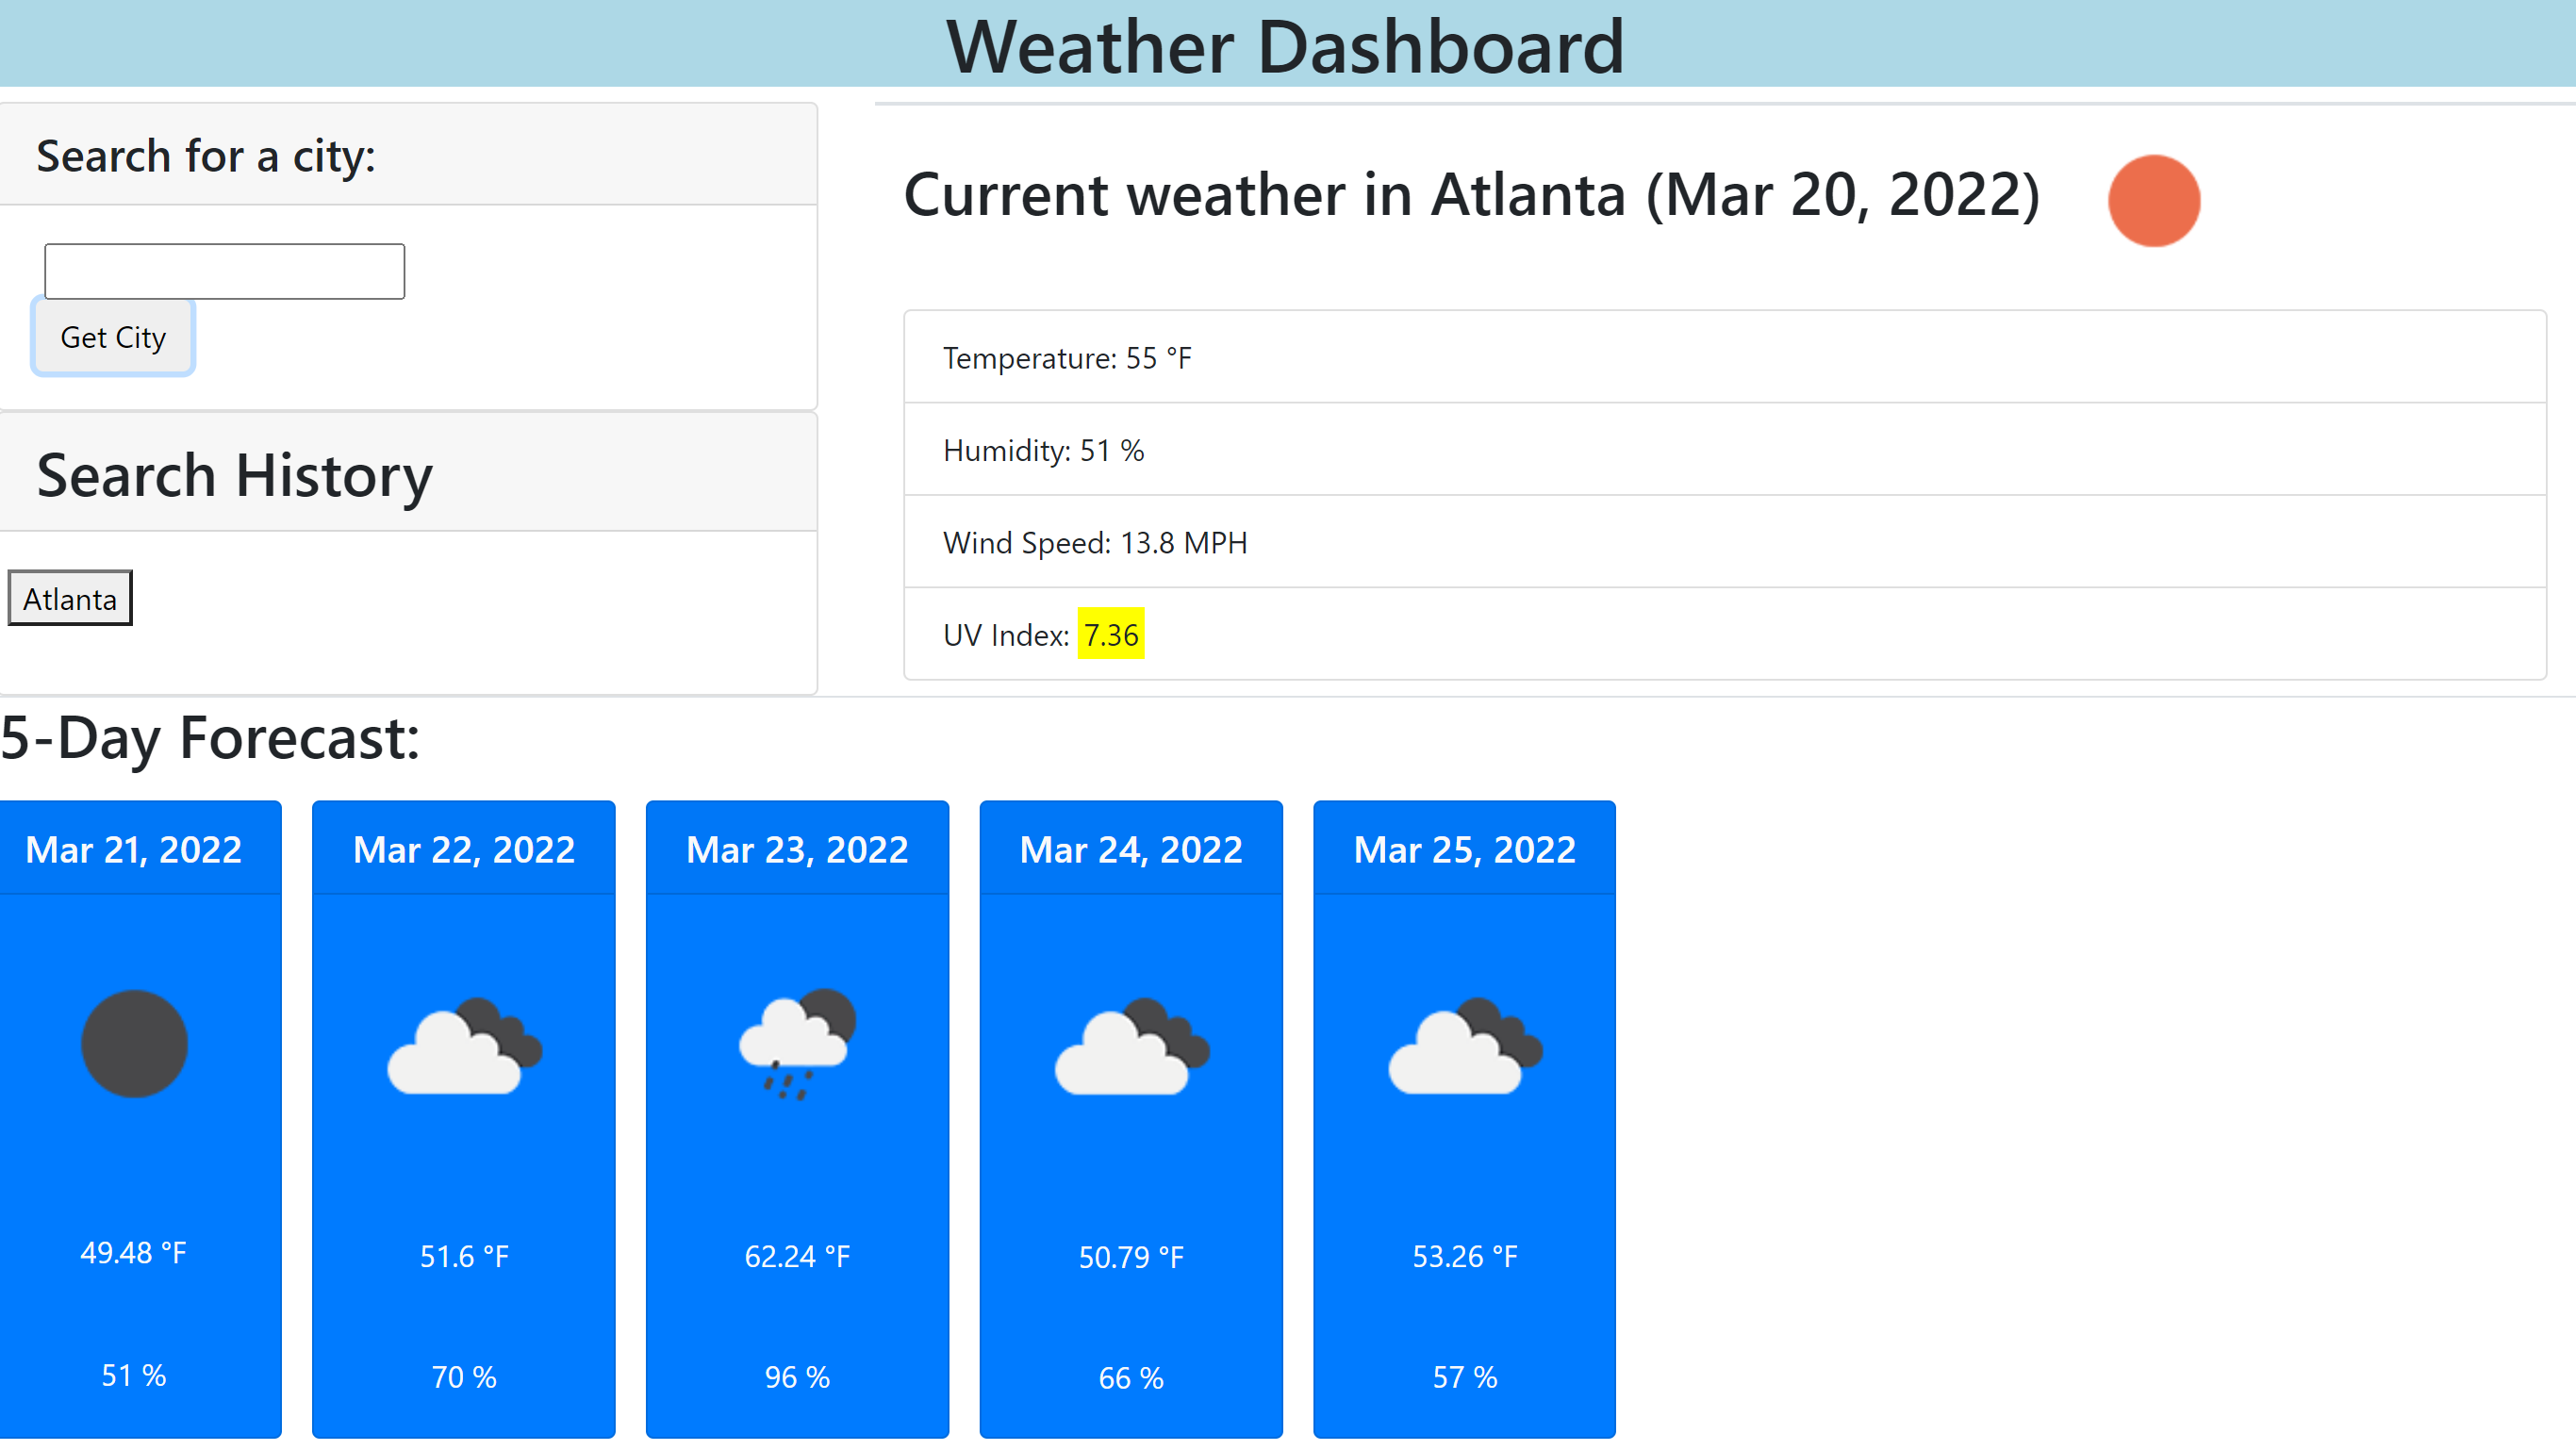 Weather Dashboard
Search for a city:
Get City
Search History
Atlanta
Current weather in Atlanta (Mar 20, 2022)
Temperature: 55 °F
Humidity: 51 %
Wind Speed: 13.8 MPH
UV Index: 7.36
5-Day Forecast:
Mar 21, 2022
49.48 °F
51 %
Mar 22, 2022
51.6 °F
70 %
Mar 23, 2022
62.24 °F
96 %
Mar 24, 2022
50.79 °F
66 %
Mar 25, 2022
53.26 °F
57 %